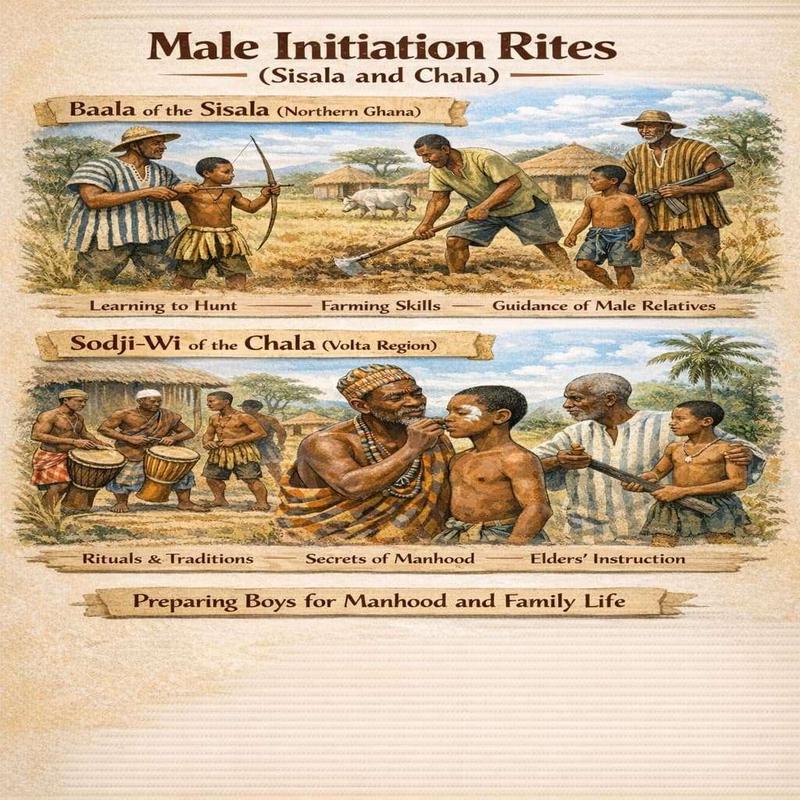 Male Initiation Rites
(Sisala and Chala)
Baala of the Sisala (Northern Ghana)
Learning to Hunt — Farming Skills — Guidance of Male Relatives
Sodji-Wi of the Chala (Volta Region)
Rituals & Traditions Secrets of Manhood Elders' Instruction
Preparing Boys for Manhood and Family Life